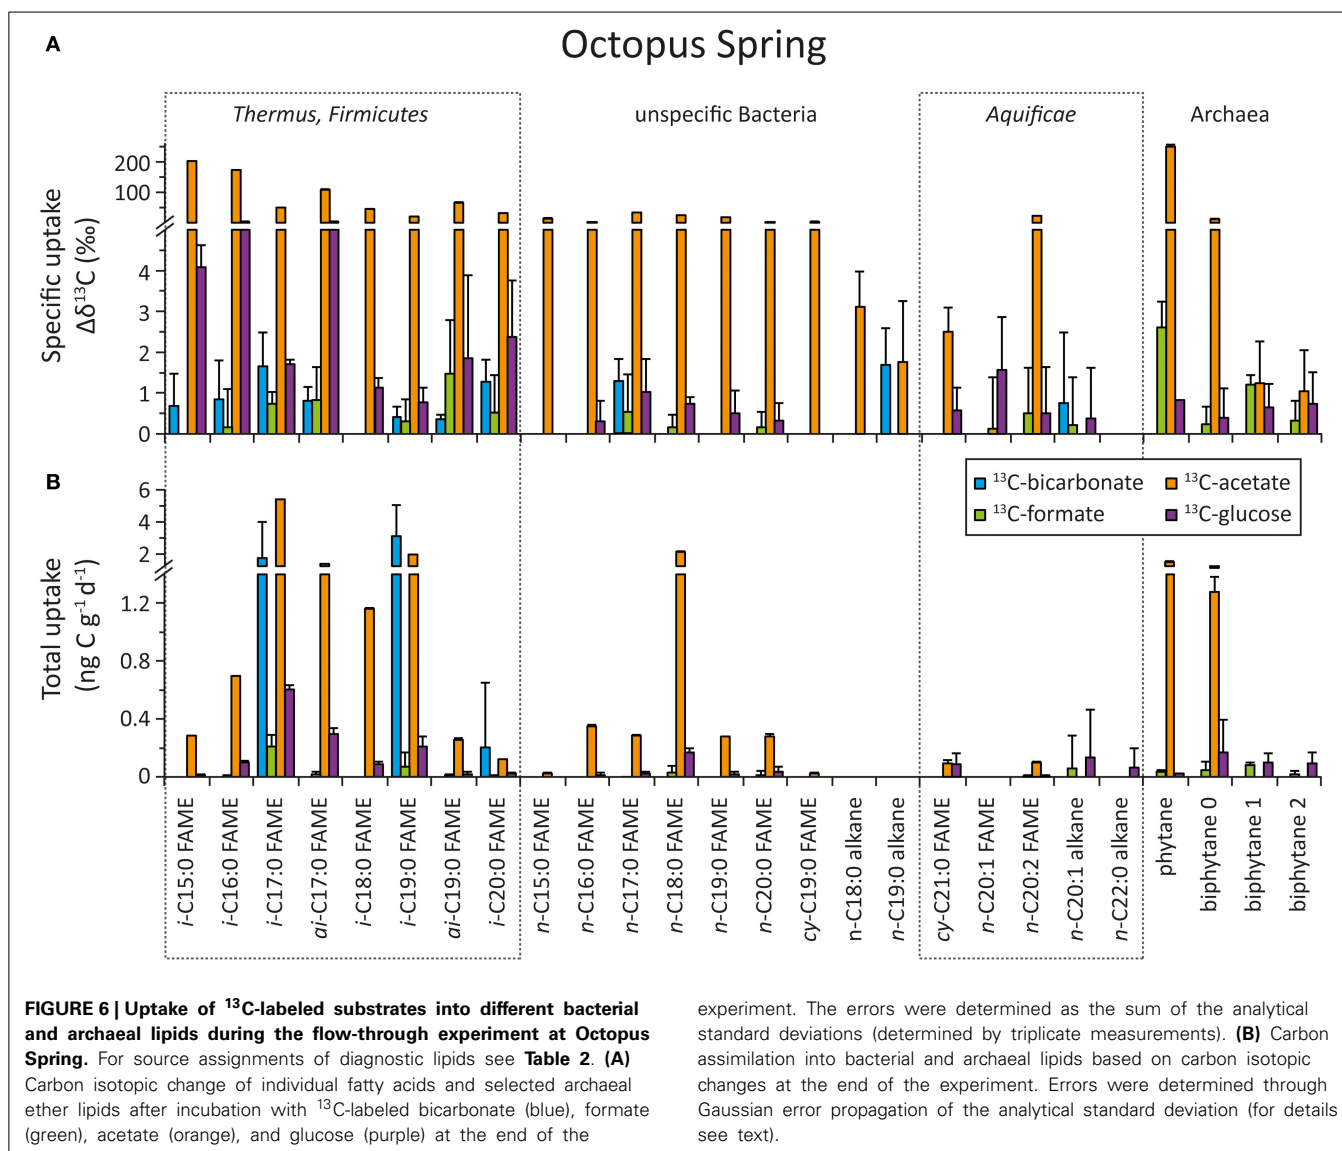 Octopus Spring
A
Thermus, Firmicutes
unspecific Bacteria
Aquificae
Archaea
Specific uptake
Δδ13C (‰)
200
100
4
3
2
1
0
B
13C-bicarbonate
13C-acetate
13C-formate
13C-glucose
Total uptake
(ng C g-1 d-1)
6
4
2
1.2
0.8
0.4
0
i-C15:0 FAME
i-C16:0 FAME
i-C17:0 FAME
ai-C17:0 FAME
i-C18:0 FAME
i-C19:0 FAME
ai-C19:0 FAME
i-C20:0 FAME
n-C15:0 FAME
n-C16:0 FAME
n-C17:0 FAME
n-C18:0 FAME
n-C19:0 FAME
n-C20:0 FAME
cy-C19:0 FAME
n-C18:0 alkane
n-C19:0 alkane
cy-C21:0 FAME
n-C20:1 FAME
n-C20:2 FAME
n-C20:1 alkane
n-C22:0 alkane
phytane
biphytane 0
biphytane 1
biphytane 2
FIGURE 6 | Uptake of 13C-labeled substrates into different bacterial
and archaeal lipids during the flow-through experiment at Octopus
Spring. For source assignments of diagnostic lipids see Table 2. (A)
Carbon isotopic change of individual fatty acids and selected archaeal
ether lipids after incubation with 13C-labeled bicarbonate (blue), formate
(green), acetate (orange), and glucose (purple) at the end of the
experiment. The errors were determined as the sum of the analytical
standard deviations (determined by triplicate measurements). (B) Carbon
assimilation into bacterial and archaeal lipids based on carbon isotopic
changes at the end of the experiment. Errors were determined through
Gaussian error propagation of the analytical standard deviation (for details
see text).